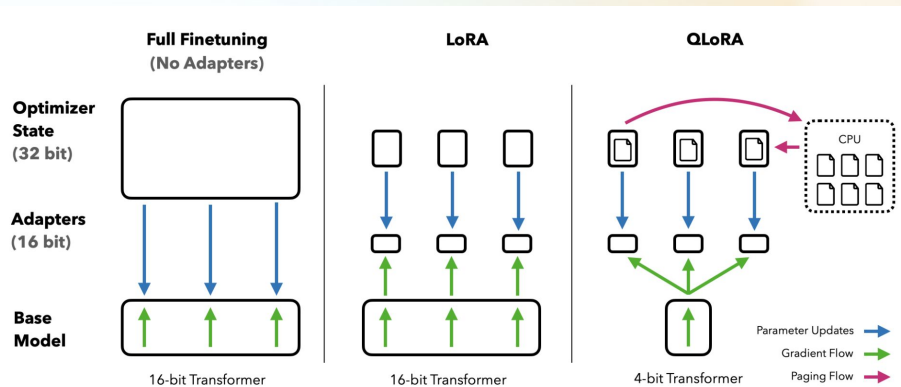 Full Finetuning
(No Adapters)
LoRA
QLoRA
Optimizer
State
(32 bit)
CPU
Adapters
(16 bit)
Base
Model
Parameter Updates
Gradient Flow
Paging Flow
16-bit Transformer
16-bit Transformer
4-bit Transformer